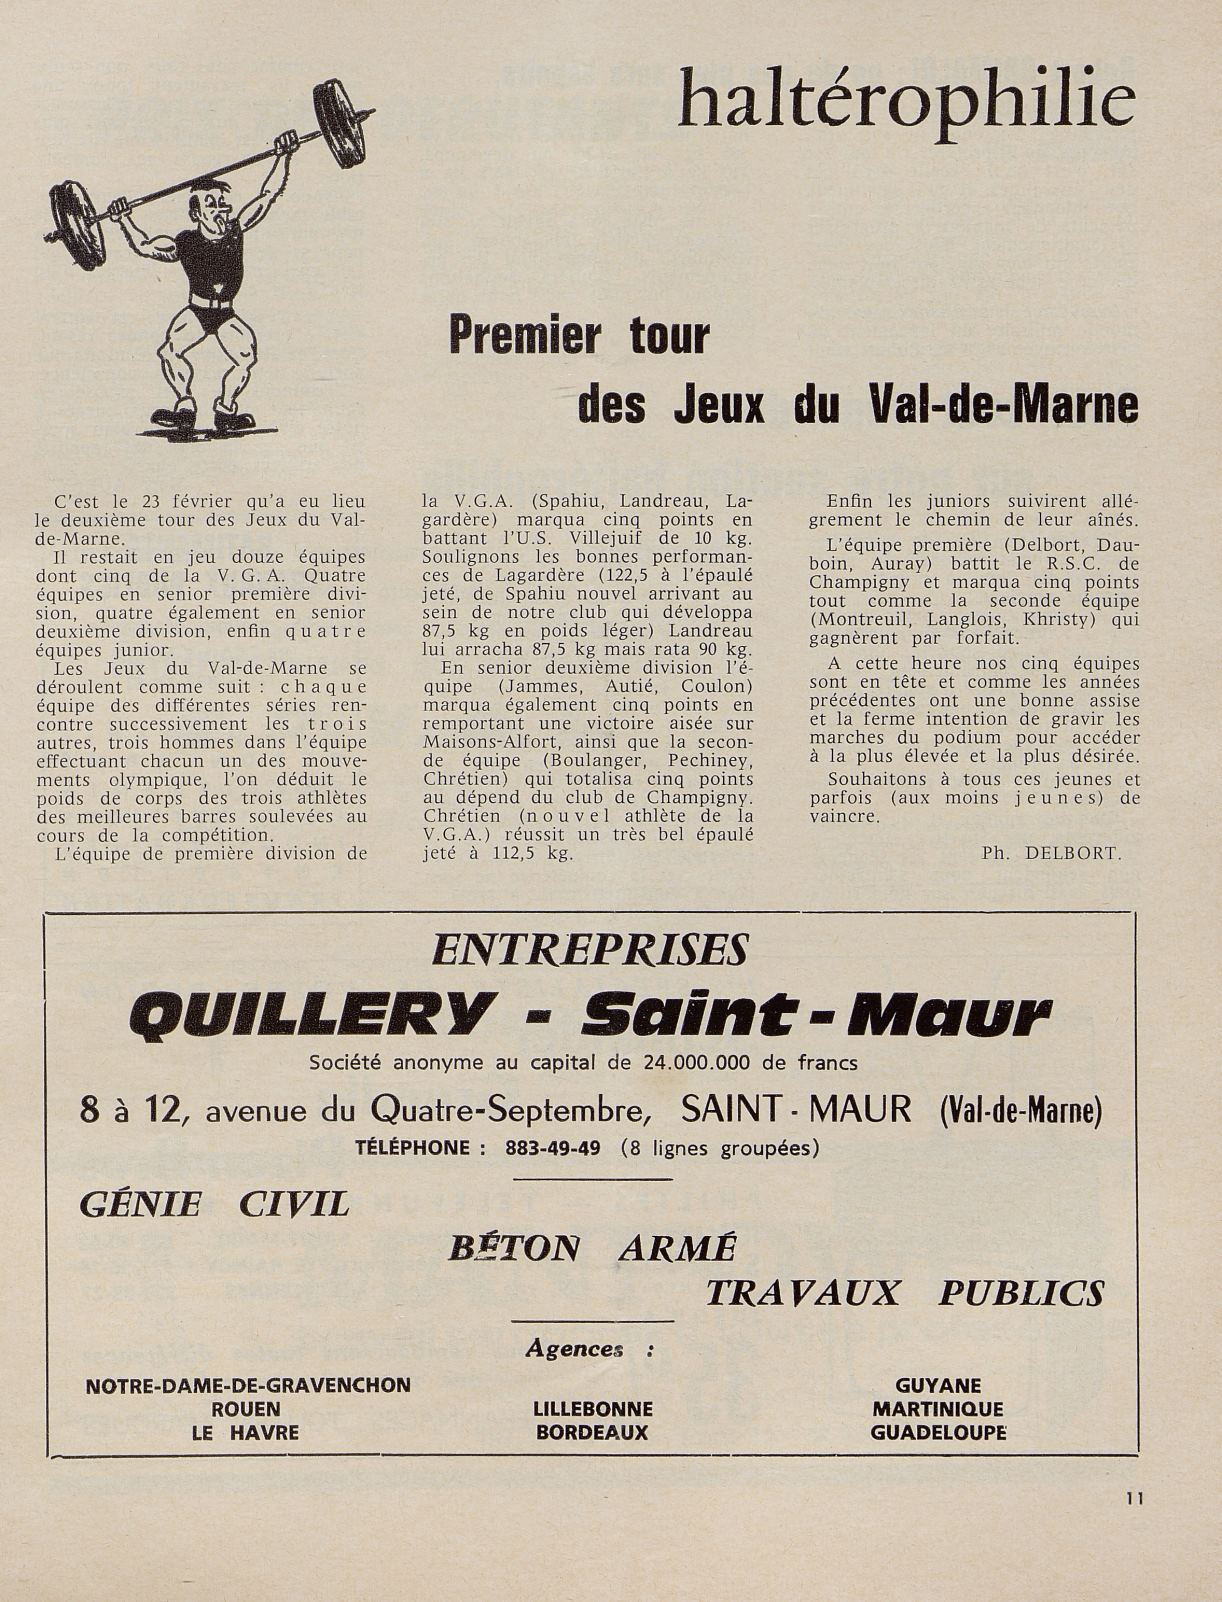 haltérophilie
Premier tour
des Jeux du Val-de-Marne
C'est le 23 février qu'a eu lieu
le deuxième tour des Jeux du Val-
de-Marne.
Il restait en jeu douze équipes
dont cinq de la V. G. A. Quatre
équipes en senior première divi-
sion, quatre également en senior
deuxième division, enfin quatre
équipes junior.
Les Jeux du Val-de-Marne se
déroulent comme suit : chaque
équipe des différentes séries ren-
contre successivement les trois
autres, trois hommes dans l'équipe
effectuant chacun un des mouve-
ments olympique, l'on déduit le
poids de corps des trois athlètes
des meilleures barres soulevées au
cours de la compétition.
L'équipe de première division de
la V.G.A. (Spahiu, Landreau, La-
gardère) marqua cinq points en
battant l'U.S. Villejuif de 10 kg.
Soulignons les bonnes performan-
ces de Lagardère (122,5 à l'épaulé
jeté, de Spahiu nouvel arrivant au
sein de notre club qui développa
87,5 kg en poids léger) Landreau
lui arracha 87,5 kg mais rata 90 kg.
En senior deuxième division l'é-
quipe (Jammes, Autié, Coulon)
marqua également cinq points en
remportant une victoire aisée sur
Maisons-Alfort, ainsi que la secon-
de équipe (Boulanger, Pechiney,
Chrétien) qui totalisa cinq points
au dépend du club de Champigny.
Chrétien (nouvel athlète de la
V.G.A.) réussit un très bel épaulé
jeté à 112,5 kg.
Enfin les juniors suivirent allé-
grement le chemin de leur aînés.
L'équipe première (Delbort, Dau-
boin, Auray) battit le R.S.C. de
Champigny et marqua cinq points
tout comme la seconde équipe
(Montreuil, Langlois, Khristy) qui
gagnèrent par forfait.
A cette heure nos cinq équipes
sont en tête et comme les années
précédentes ont une bonne assise
et la ferme intention de gravir les
marches du podium pour accéder
à la plus élevée et la plus désirée.
Souhaitons à tous ces jeunes et
parfois (aux moins jeunes) de
vaincre.
Ph. DELBORT.
ENTREPRISES
QUILLERY - Saint-Maur
Société anonyme au capital de 24.000.000 de francs
8 à 12, avenue du Quatre-Septembre, SAINT-MAUR (Val-de-Marne)
TÉLÉPHONE : 883-49-49 (8 lignes groupées)
GÉNIE CIVIL
BÉTON ARMÉ
TRAVAUX PUBLICS
Agences :
NOTRE-DAME-DE-GRAVENCHON
ROUEN
LE HAVRE
LILLEBONNE
BORDEAUX
GUYANE
MARTINIQUE
GUADELOUPE
11